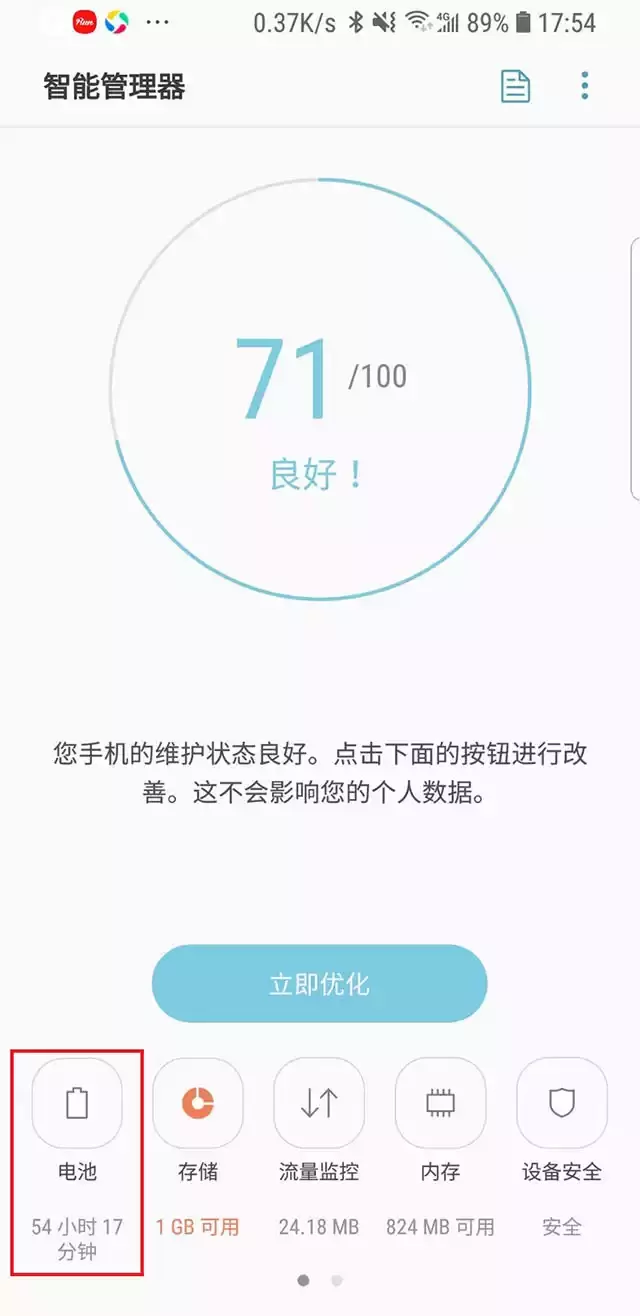 0.37K/s 4G 89% 17:54
智能管理器
71 /100
良好！
您手机的维护状态良好。点击下面的按钮进行改
善。这不会影响您的个人数据。
立即优化
电池 存储 流量监控 内存 设备安全
54 小时 17 1 GB 可用 24.18 MB 824 MB 可用 安全
分钟